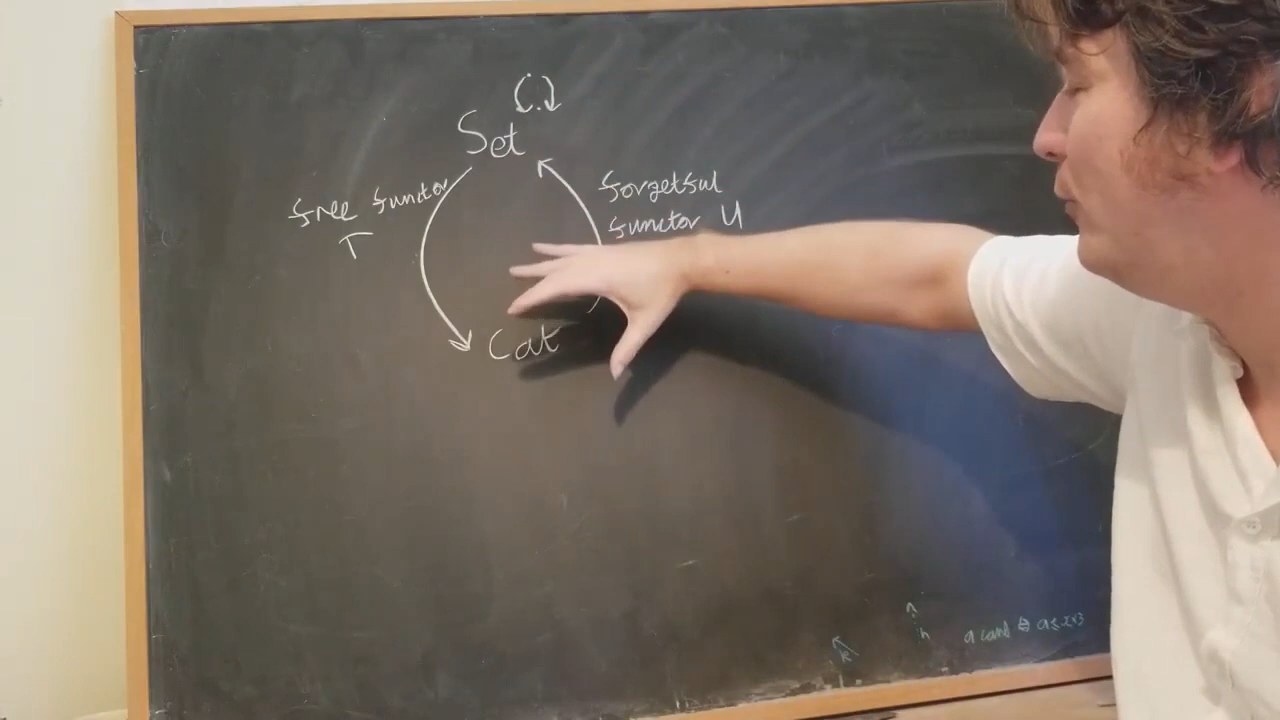 Set
free functor
forgetful
functor U
Cat
h
k